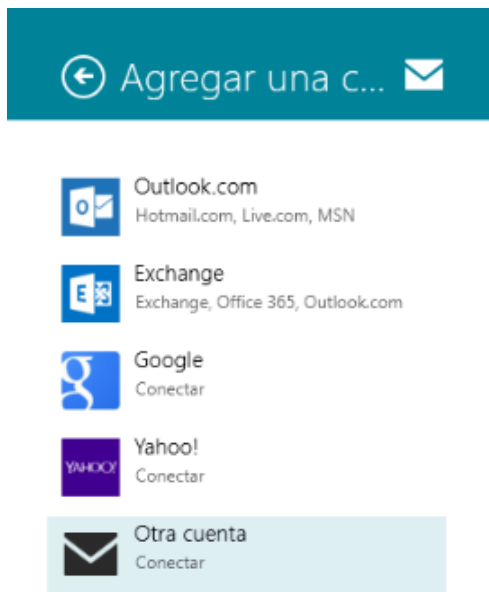 Agregar una c...
Outlook.com
Hotmail.com, Live.com, MSN
Exchange
Exchange, Office 365, Outlook.com
Google
Conectar
YAHOO!
Yahoo!
Conectar
Otra cuenta
Conectar